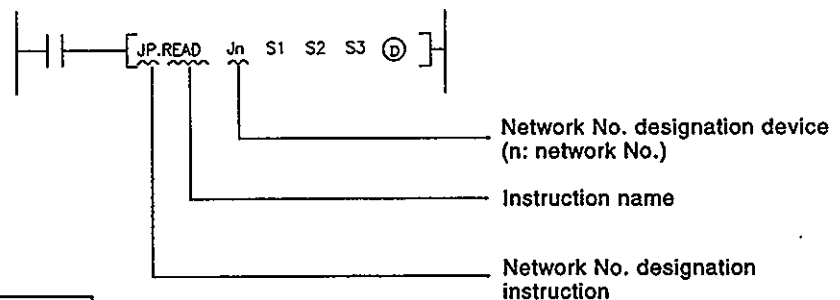 JP.READ Jn S1 S2 S3 D
Network No. designation device
(n: network No.)
Instruction name
Network No. designation
instruction